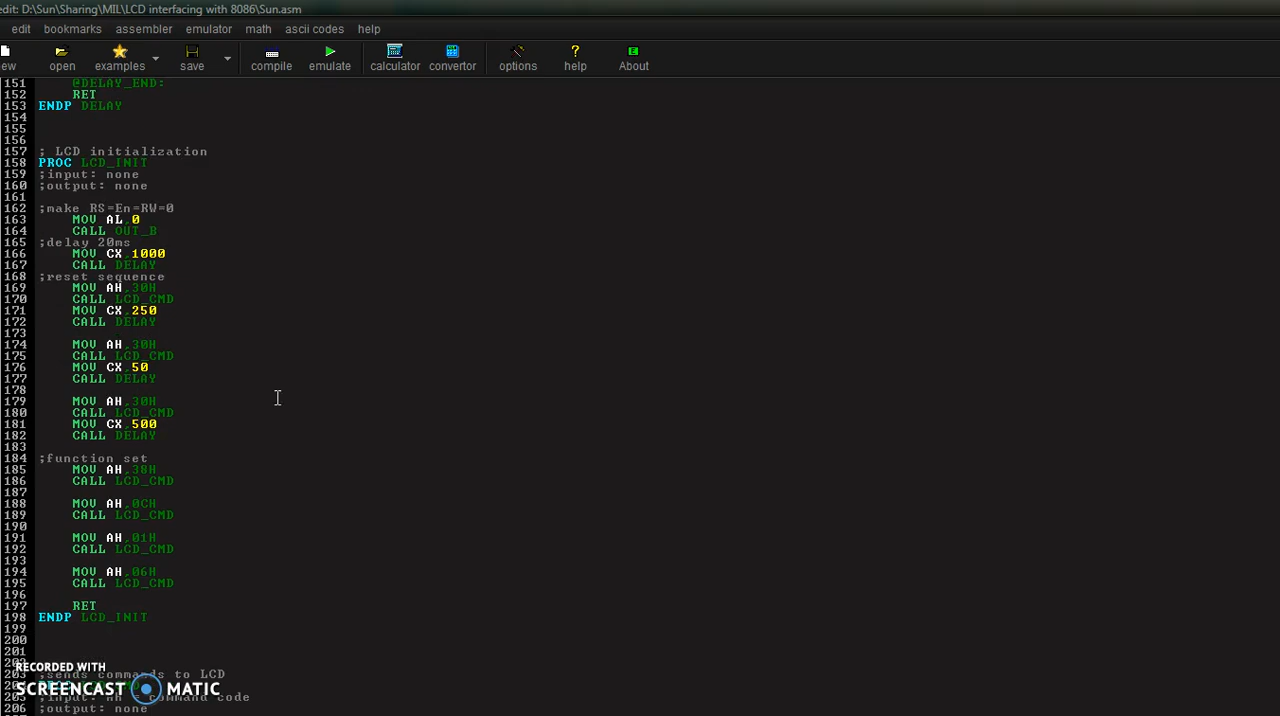 edit: D:\Sun\Sharing\MIL\LCD interfacing with 8086\Sun.asm
edit bookmarks assembler emulator math ascii codes help
ew open examples save compile emulate calculator convertor options help About
151 @DELAY_END:
152 RET
153 ENDP DELAY
154
155
156
157 ; LCD initialization
158 PROC LCD_INIT
159 ;input: none
160 ;output: none
161
162 ;make RS=En=RW=0
163 MOV AL,0
164 CALL OUT_B
165 ;delay 20ms
166 MOV CX,1000
167 CALL DELAY
168 ;reset sequence
169 MOV AH,30H
170 CALL LCD_CMD
171 MOV CX,250
172 CALL DELAY
173
174 MOV AH,30H
175 CALL LCD_CMD
176 MOV CX,50
177 CALL DELAY
178
179 MOV AH,30H
180 CALL LCD_CMD
181 MOV CX,500
182 CALL DELAY
183
184 ;function set
185 MOV AH,38H
186 CALL LCD_CMD
187
188 MOV AH,0CH
189 CALL LCD_CMD
190
191 MOV AH,01H
192 CALL LCD_CMD
193
194 MOV AH,06H
195 CALL LCD_CMD
196
197 RET
198 ENDP LCD_INIT
199
200
201
RECORDED WITH
203 ;sends commands to LCD
SCREENCAST MATIC
205 ;input: AH = command code
206 ;output: none